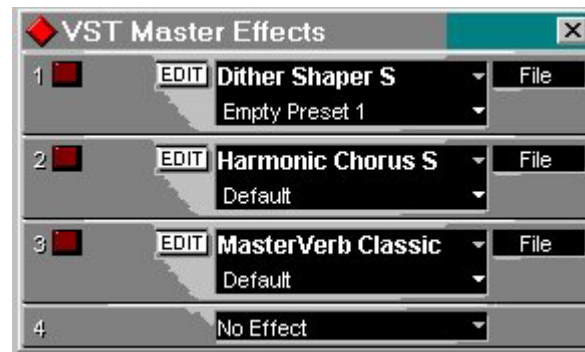 VST Master Effects
1 EDIT Dither Shaper S File
Empty Preset 1
2 EDIT Harmonic Chorus S File
Default
3 EDIT MasterVerb Classic File
Default
4 No Effect